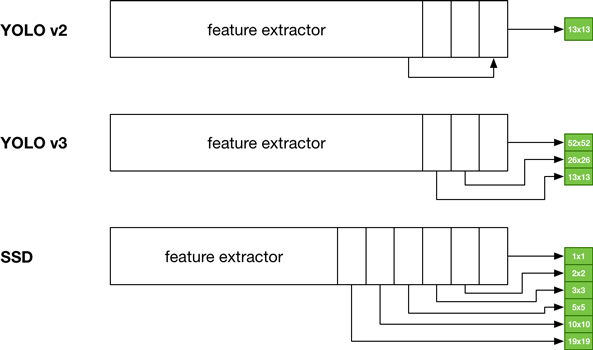 YOLO v2
feature extractor
13x13
YOLO v3
feature extractor
52x52
26x26
13x13
SSD
feature extractor
1x1
2x2
3x3
5x5
10x10
19x19